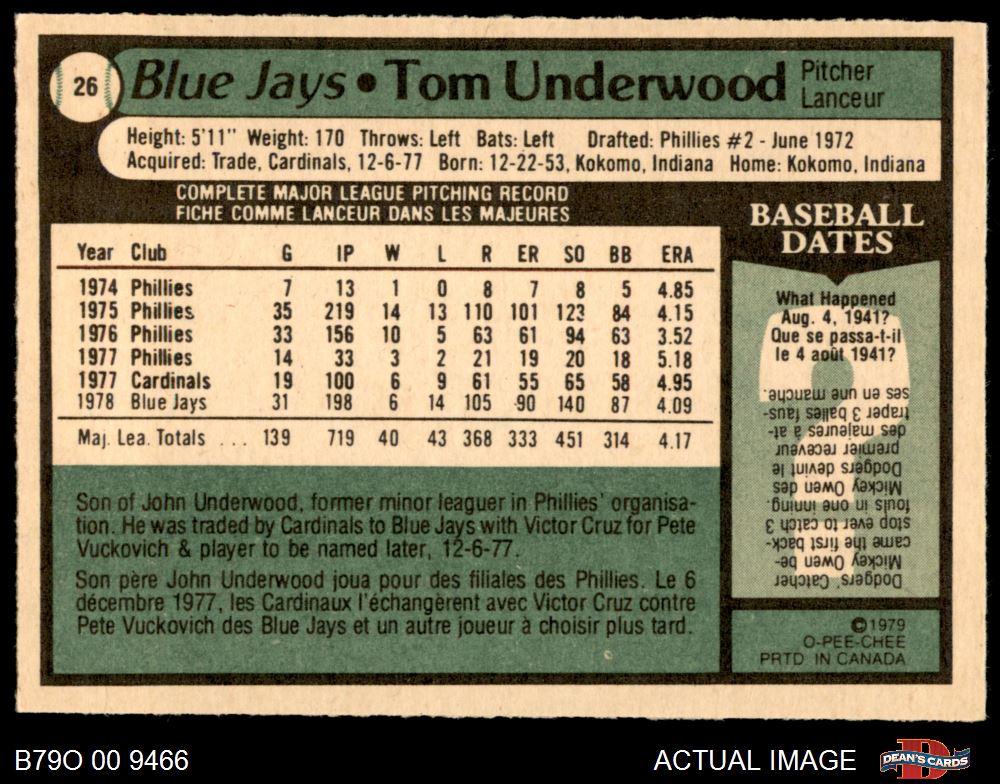 26
Blue Jays • Tom Underwood
Pitcher
Lanceur
Height: 5'11" Weight: 170 Throws: Left Bats: Left Drafted: Phillies #2 - June 1972
Acquired: Trade, Cardinals, 12-6-77 Born: 12-22-53, Kokomo, Indiana Home: Kokomo, Indiana
COMPLETE MAJOR LEAGUE PITCHING RECORD
FICHE COMME LANCEUR DANS LES MAJEURES
Year Club G IP W L R ER SO BB ERA
1974 Phillies 7 13 1 0 8 7 8 5 4.85
1975 Phillies 35 219 14 13 110 101 123 84 4.15
1976 Phillies 33 156 10 5 63 61 94 63 3.52
1977 Phillies 14 33 3 2 21 19 20 18 5.18
1977 Cardinals 19 100 6 9 61 55 65 58 4.95
1978 Blue Jays 31 198 6 14 105 90 140 87 4.09
Maj. Lea. Totals ... 139 719 40 43 368 333 451 314 4.17
Son of John Underwood, former minor leaguer in Phillies' organisa-
tion. He was traded by Cardinals to Blue Jays with Victor Cruz for Pete
Vuckovich & player to be named later, 12-6-77.
Son père John Underwood joua pour des filiales des Phillies. Le 6
décembre 1977, les Cardinaux l'échangèrent avec Victor Cruz contre
Pete Vuckovich des Blue Jays et un autre joueur à choisir plus tard.
BASEBALL
DATES
What Happened
Aug. 4, 1941?
Que se passa-t-il
le 4 août 1941?
Dodgers' Catcher
Mickey Owen be-
came the first back-
stop ever to catch 3
fouls in one inning.
Mickey Owen des
Dodgers devint le
premier receveur
des majeures à at-
traper 3 balles faus-
ses en une manche.
©1979
O-PEE-CHEE
PRTD IN CANADA
B79O 00 9466
ACTUAL IMAGE
DEAN'S CARDS